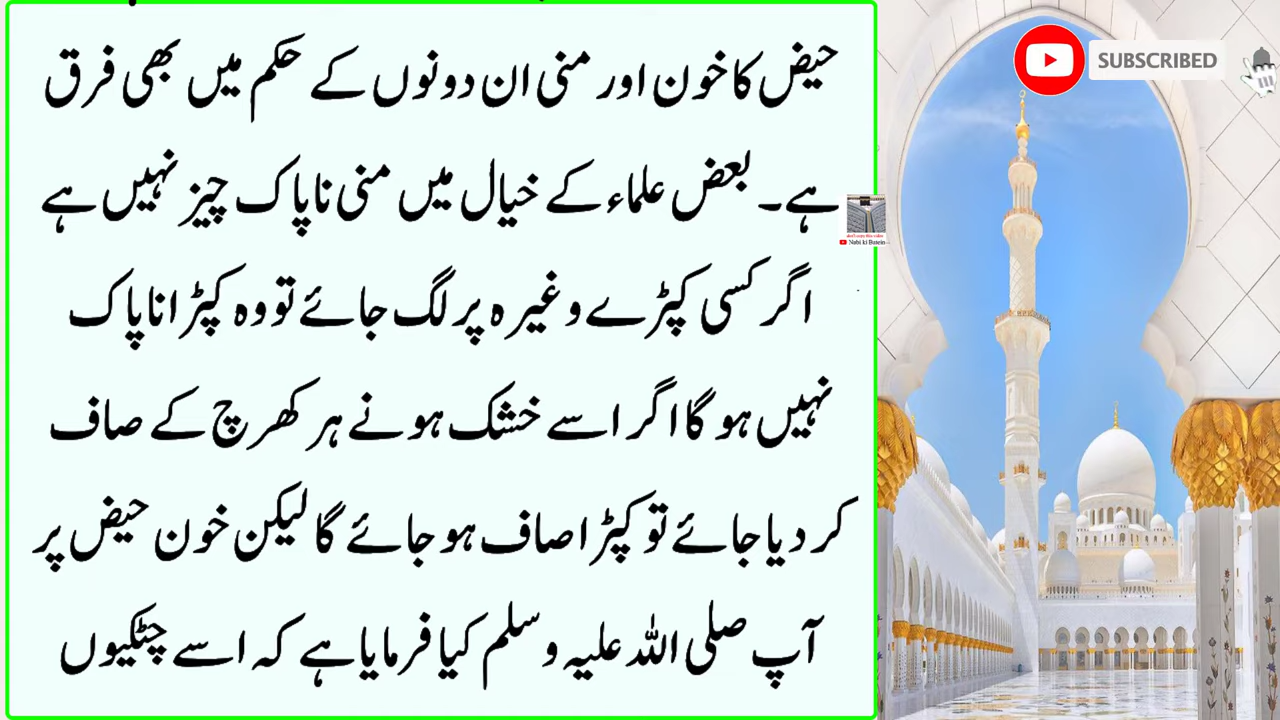 حیض کا خون اور منی ان دونوں کے حکم میں بھی فرق
ہے۔ بعض علماء کے خیال میں منی ناپاک چیز نہیں ہے
اگر کسی کپڑے وغیرہ پر لگ جائے تو وہ کپڑا ناپاک
نہیں ہو گا اگر اسے خشک ہونے ہر کھرچ کے صاف
کر دیا جائے تو کپڑا صاف ہو جائے گا لیکن خون حیض پر
آپ صلی اللہ علیہ وسلم کیا فرمایا ہے کہ اسے چٹکیوں
SUBSCRIBED
Nabi ki Batein